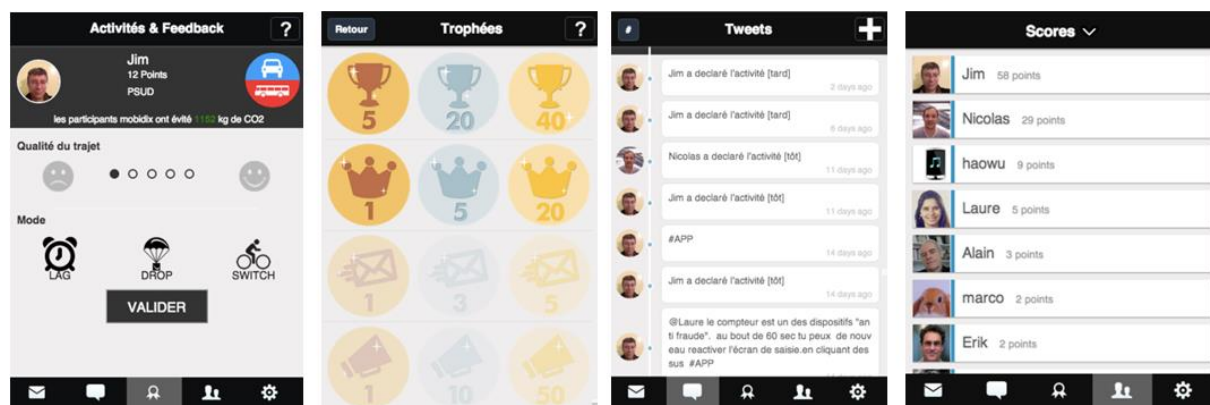 Activités & Feedback
?
Jim
12 Points
PSUD
les participants mobidix ont évité 1152 kg de CO2
Qualité du trajet
Mode
LAG
DROP
SWITCH
VALIDER
Retour
Trophées
?
5
20
40
1
5
20
1
3
5
1
10
50
#
Tweets
Jim a declaré l'activité [tard]
2 days ago
Jim a declaré l'activité [tard]
6 days ago
Nicolas a declaré l'activité [tôt]
11 days ago
Jim a declaré l'activité [tôt]
11 days ago
#APP
14 days ago
Jim a declaré l'activité [tôt]
14 days ago
@Laure le compteur est un des dispositifs "an
ti fraude". au bout de 60 sec tu peux de nouv
eau reactiver l'écran de saisie.en cliquant des
sus #APP
Scores
Jim 58 points
Nicolas 29 points
haowu 9 points
Laure 5 points
Alain 3 points
marco 2 points
Erik 2 points